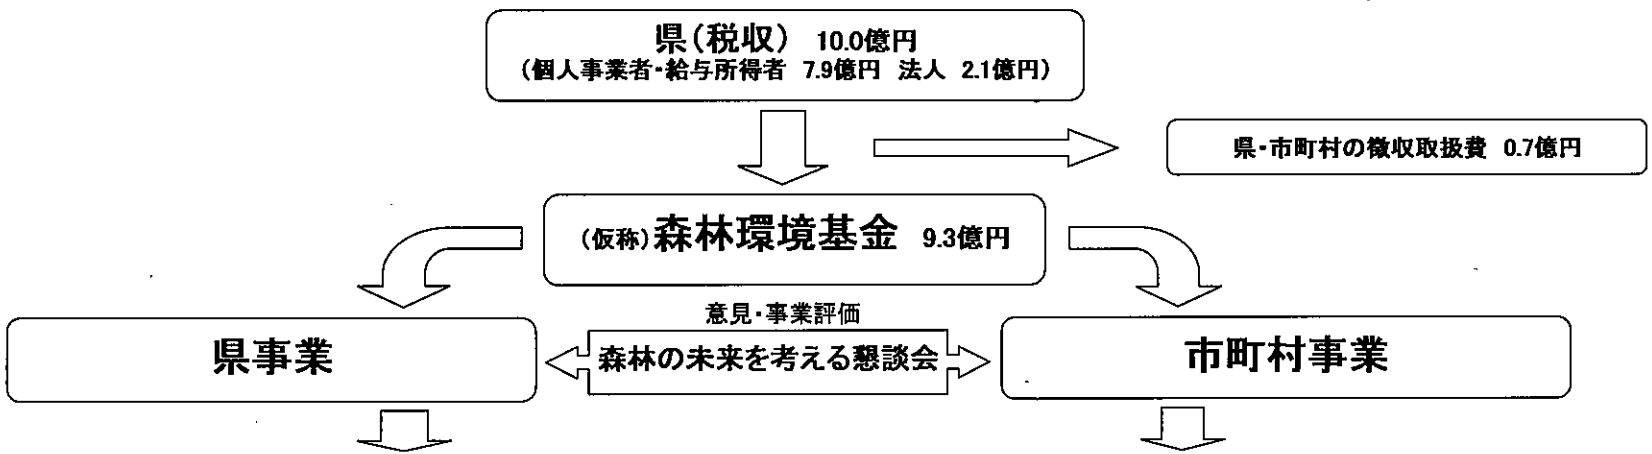 県(税収) 10.0億円
(個人事業者・給与所得者 7.9億円 法人 2.1億円)
県・市町村の徴収取扱費 0.7億円
(仮称)森林環境基金 9.3億円
意見・事業評価
県事業
森林の未来を考える懇談会
市町村事業